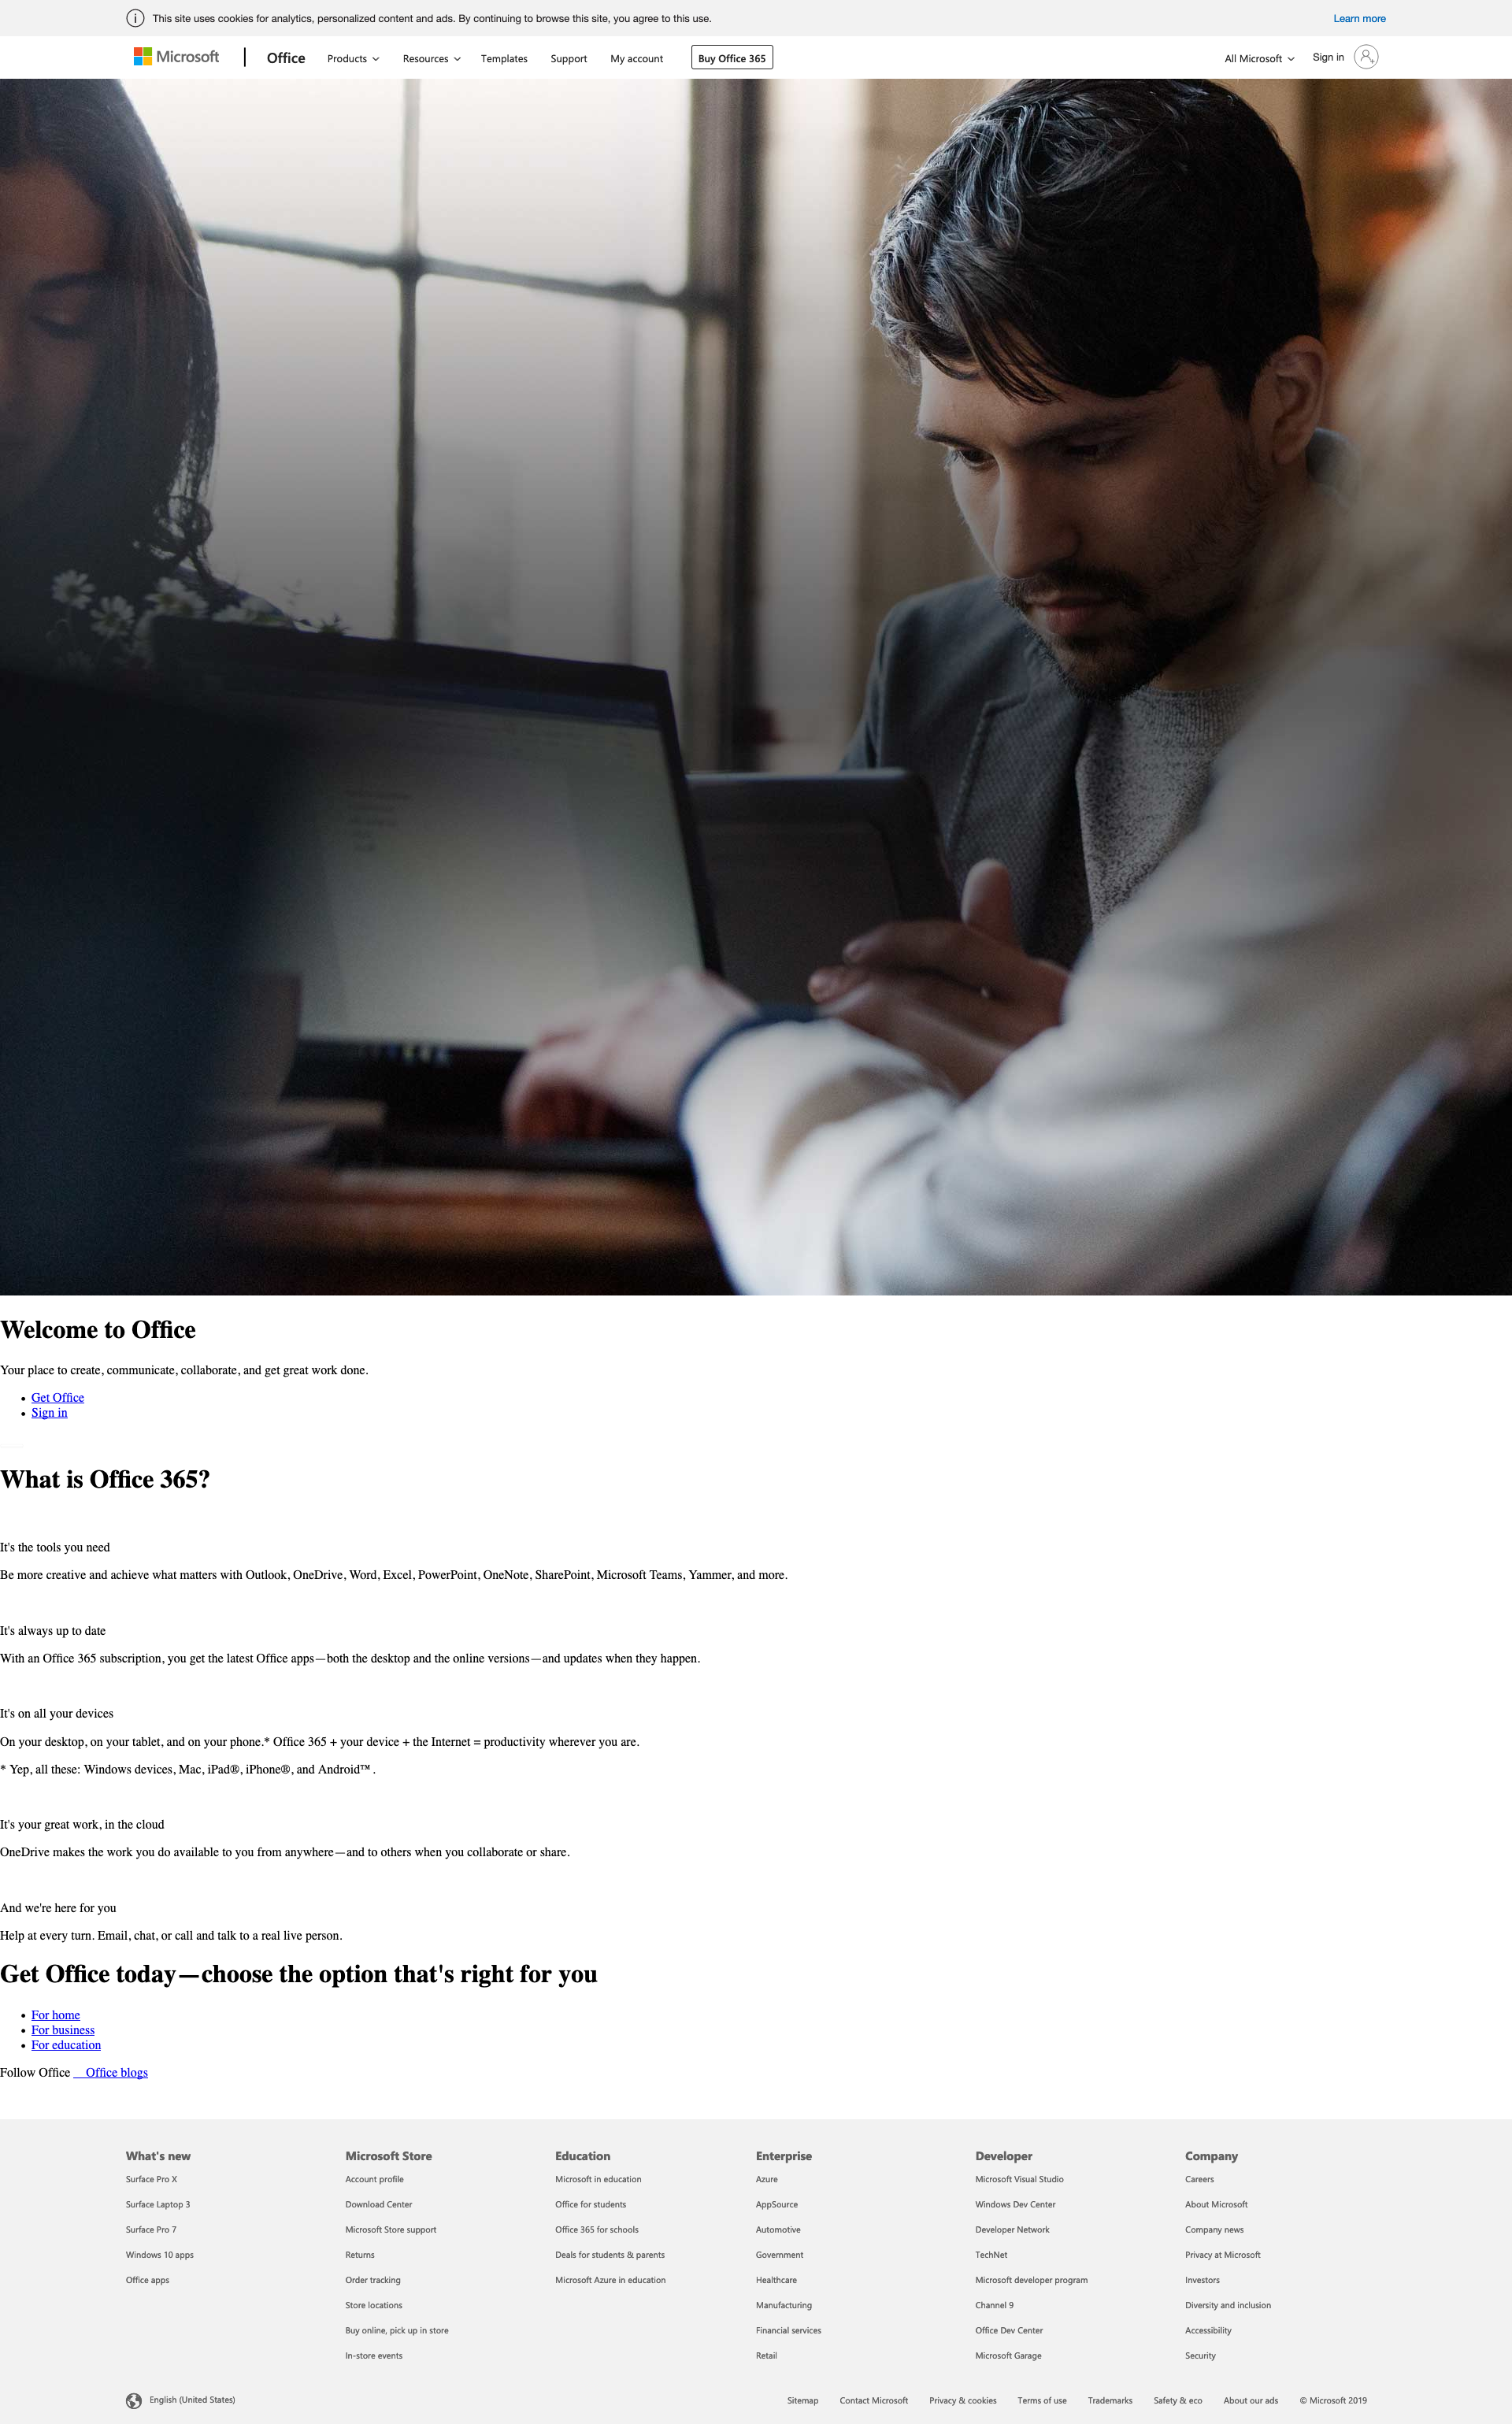 This site uses cookies for analytics, personalized content and ads. By continuing to browse this site, you agree to this use.
Learn more
Microsoft
Office
Products
Resources
Templates
Support
My account
Buy Office 365
All Microsoft
Sign in
Welcome to Office
Your place to create, communicate, collaborate, and get great work done.
• Get Office
• Sign in
What is Office 365?
It's the tools you need
Be more creative and achieve what matters with Outlook, OneDrive, Word, Excel, PowerPoint, OneNote, SharePoint, Microsoft Teams, Yammer, and more.
It's always up to date
With an Office 365 subscription, you get the latest Office apps—both the desktop and the online versions—and updates when they happen.
It's on all your devices
On your desktop, on your tablet, and on your phone.* Office 365 + your device + the Internet = productivity wherever you are.
* Yep, all these: Windows devices, Mac, iPad®, iPhone®, and Android™ .
It's your great work, in the cloud
OneDrive makes the work you do available to you from anywhere—and to others when you collaborate or share.
And we're here for you
Help at every turn. Email, chat, or call and talk to a real live person.
Get Office today—choose the option that's right for you
• For home
• For business
• For education
Follow Office Office blogs
What's new
Surface Pro X
Surface Laptop 3
Surface Pro 7
Windows 10 apps
Office apps
Microsoft Store
Account profile
Download Center
Microsoft Store support
Returns
Order tracking
Store locations
Buy online, pick up in store
In-store events
Education
Microsoft in education
Office for students
Office 365 for schools
Deals for students & parents
Microsoft Azure in education
Enterprise
Azure
AppSource
Automotive
Government
Healthcare
Manufacturing
Financial services
Retail
Developer
Microsoft Visual Studio
Windows Dev Center
Developer Network
TechNet
Microsoft developer program
Channel 9
Office Dev Center
Microsoft Garage
Company
Careers
About Microsoft
Company news
Privacy at Microsoft
Investors
Diversity and inclusion
Accessibility
Security
English (United States)
Sitemap
Contact Microsoft
Privacy & cookies
Terms of use
Trademarks
Safety & eco
About our ads
© Microsoft 2019